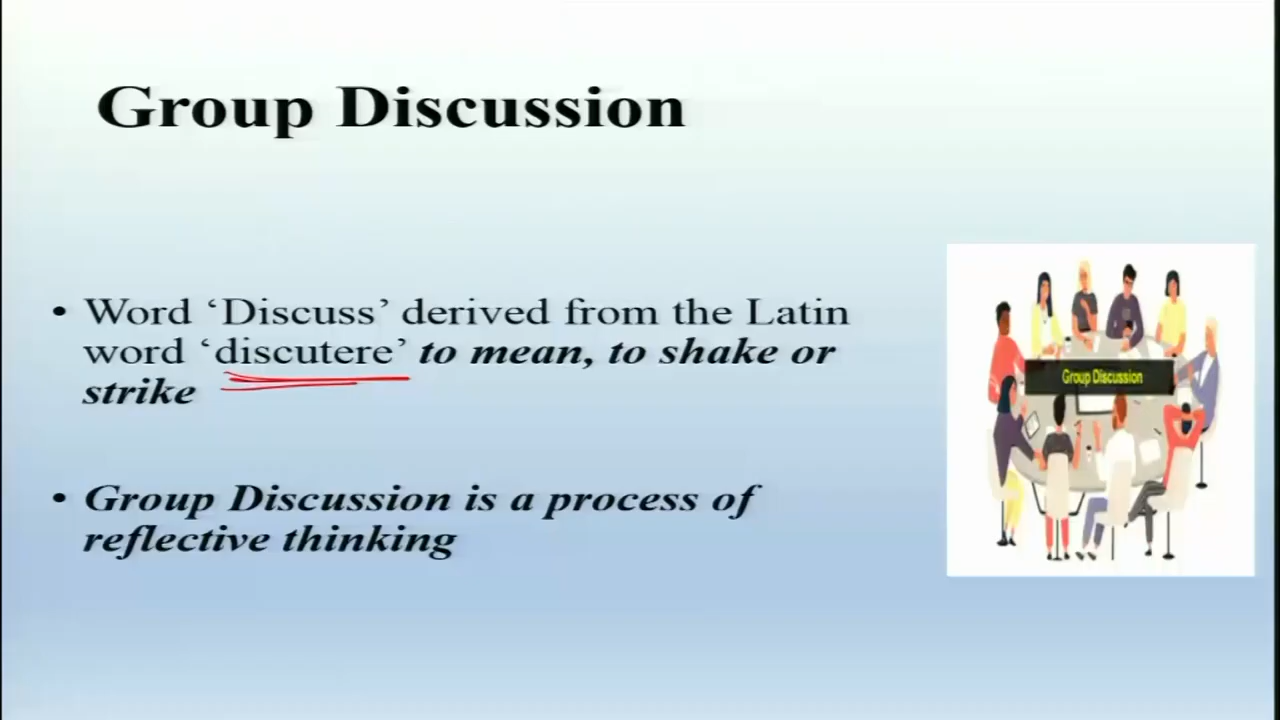 Group Discussion
• Word ‘Discuss’ derived from the Latin
word ‘discutere’ to mean, to shake or
strike
Group Discussion
• Group Discussion is a process of
reflective thinking